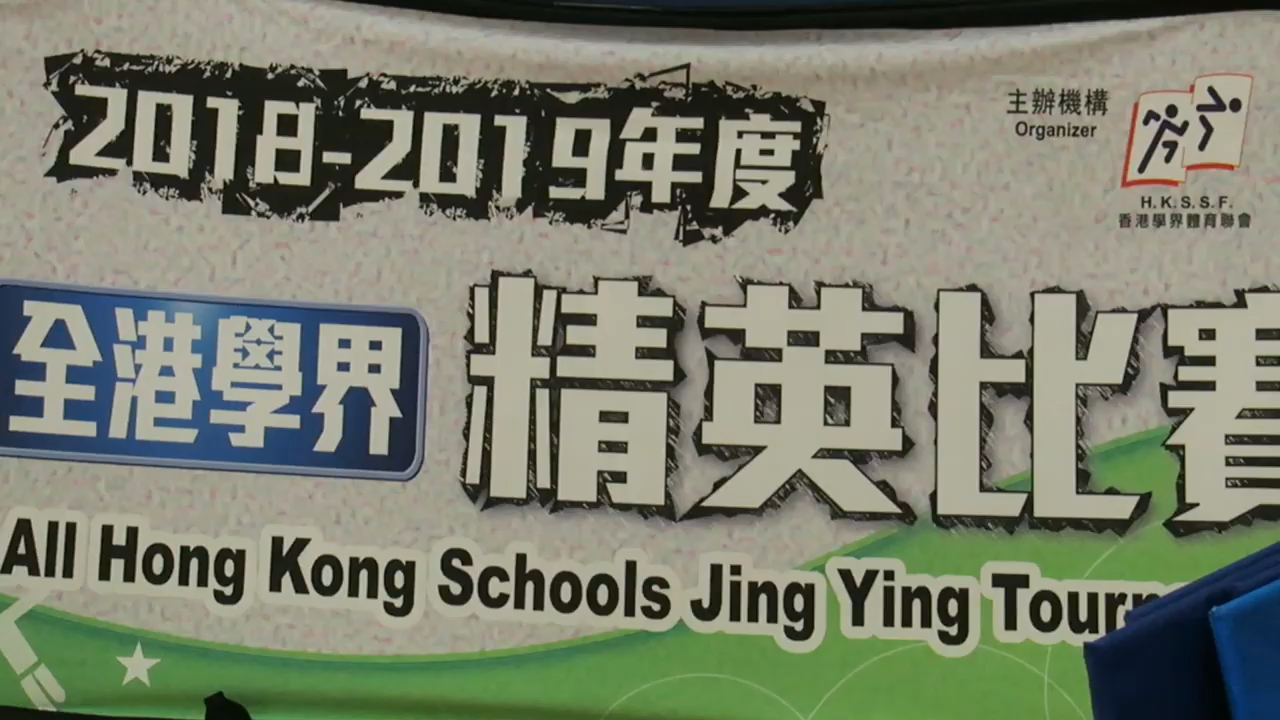 2018-2019年度
主辦機構
Organizer
H.K.S.S.F.
香港學界體育聯會
全港學界
精英比賽
All Hong Kong Schools Jing Ying